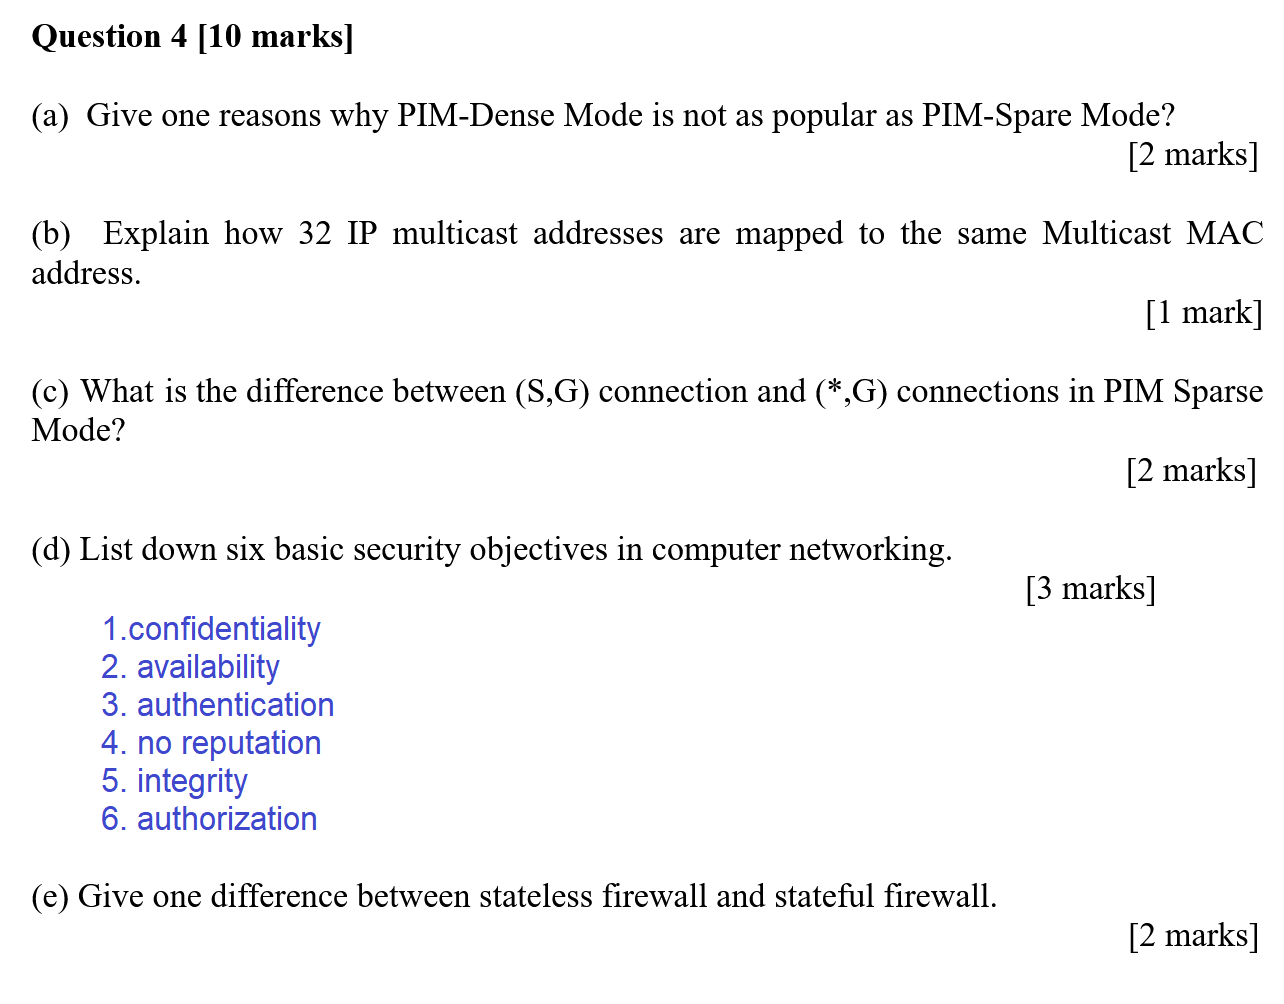 Question 4 [10 marks]
(a) Give one reasons why PIM-Dense Mode is not as popular as PIM-Spare Mode?
[2 marks]
(b) Explain how 32 IP multicast addresses are mapped to the same Multicast MAC
address.
[1 mark]
(c) What is the difference between (S,G) connection and (*,G) connections in PIM Sparse
Mode?
[2 marks]
(d) List down six basic security objectives in computer networking.
[3 marks]
1.confidentiality
2. availability
3. authentication
4. no reputation
5. integrity
6. authorization
(e) Give one difference between stateless firewall and stateful firewall.
[2 marks]